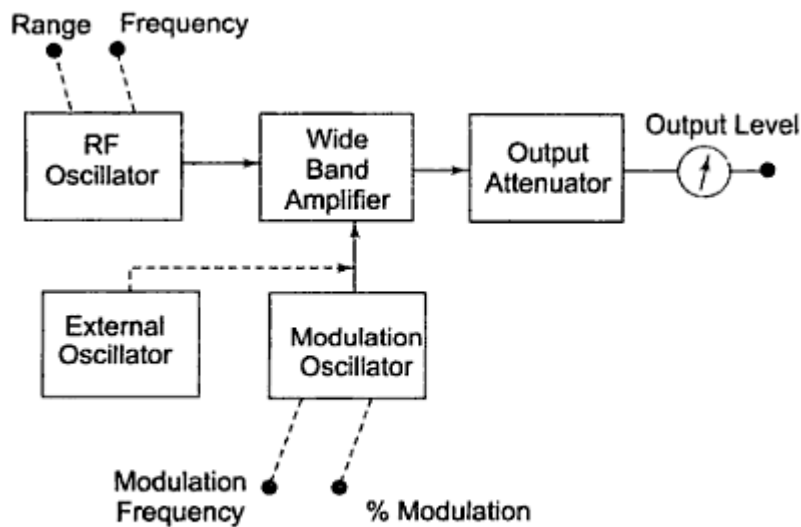 Range
Frequency
RF
Oscillator
Wide
Band
Amplifier
Output
Attenuator
Output Level
External
Oscillator
Modulation
Oscillator
Modulation
Frequency
% Modulation